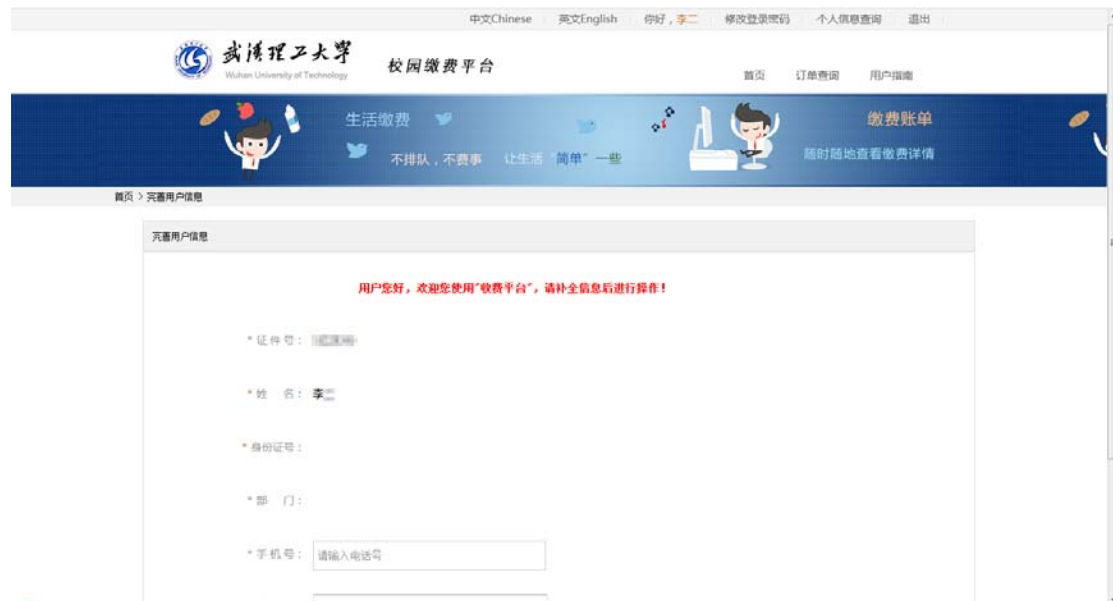 中文Chinese 英文English 你好，李二 修改登录密码 个人信息查询 退出
武汉理工大学
Wuhan University of Technology
校园缴费平台
首页 订单查询 用户指南
生活缴费
不排队，不费事 让生活“简单”一些
缴费账单
随时随地查看缴费详情
首页 > 完善用户信息
完善用户信息
用户您好，欢迎您使用"收费平台"，请补全信息后进行操作！
* 证件号：
* 姓 名： 李二
* 身份证号：
* 部 门：
* 手机号： 请输入电话号